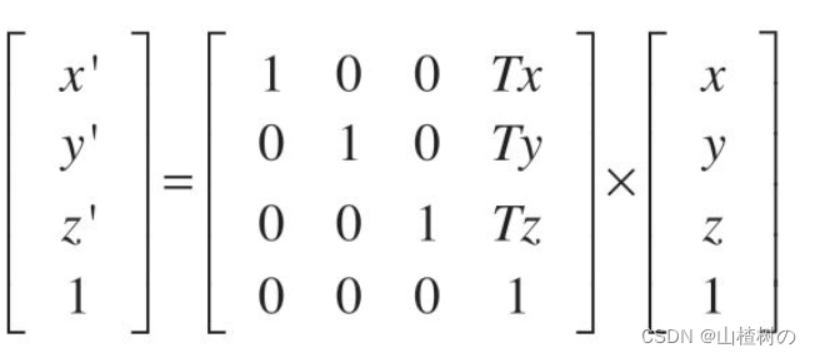 x' 1 0 0 Tx x
y' 0 1 0 Ty y
= ×
z' 0 0 1 Tz z
1 0 0 0 1 1
CSDN @山楂树の